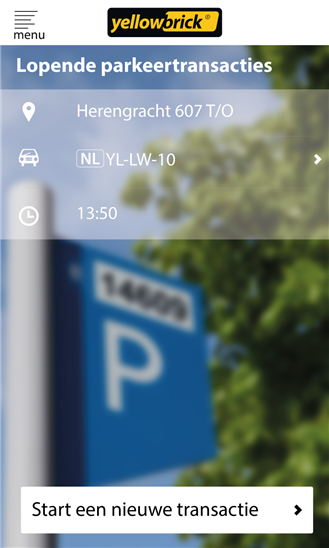 menu
yellowbrick®
Lopende parkeertransacties
Herengracht 607 T/O
NL YL-LW-10
13:50
14609
P
Start een nieuwe transactie